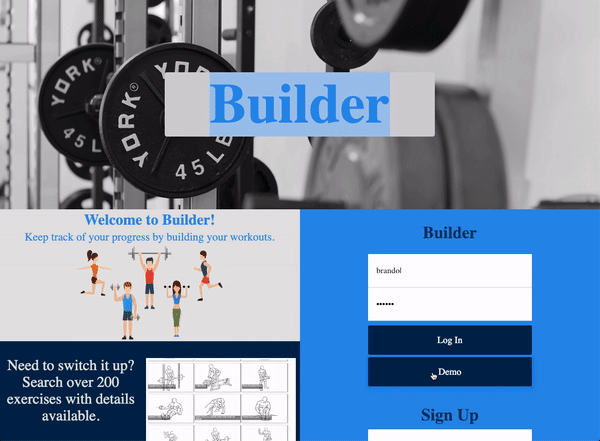 YORK
YORK
45 L
45 LB
Builder
Welcome to Builder!
Keep track of your progress by building your workouts.
Need to switch it up?
Search over 200
exercises with details
available.
Builder
brandol
••••••
Log In
Demo
Sign Up